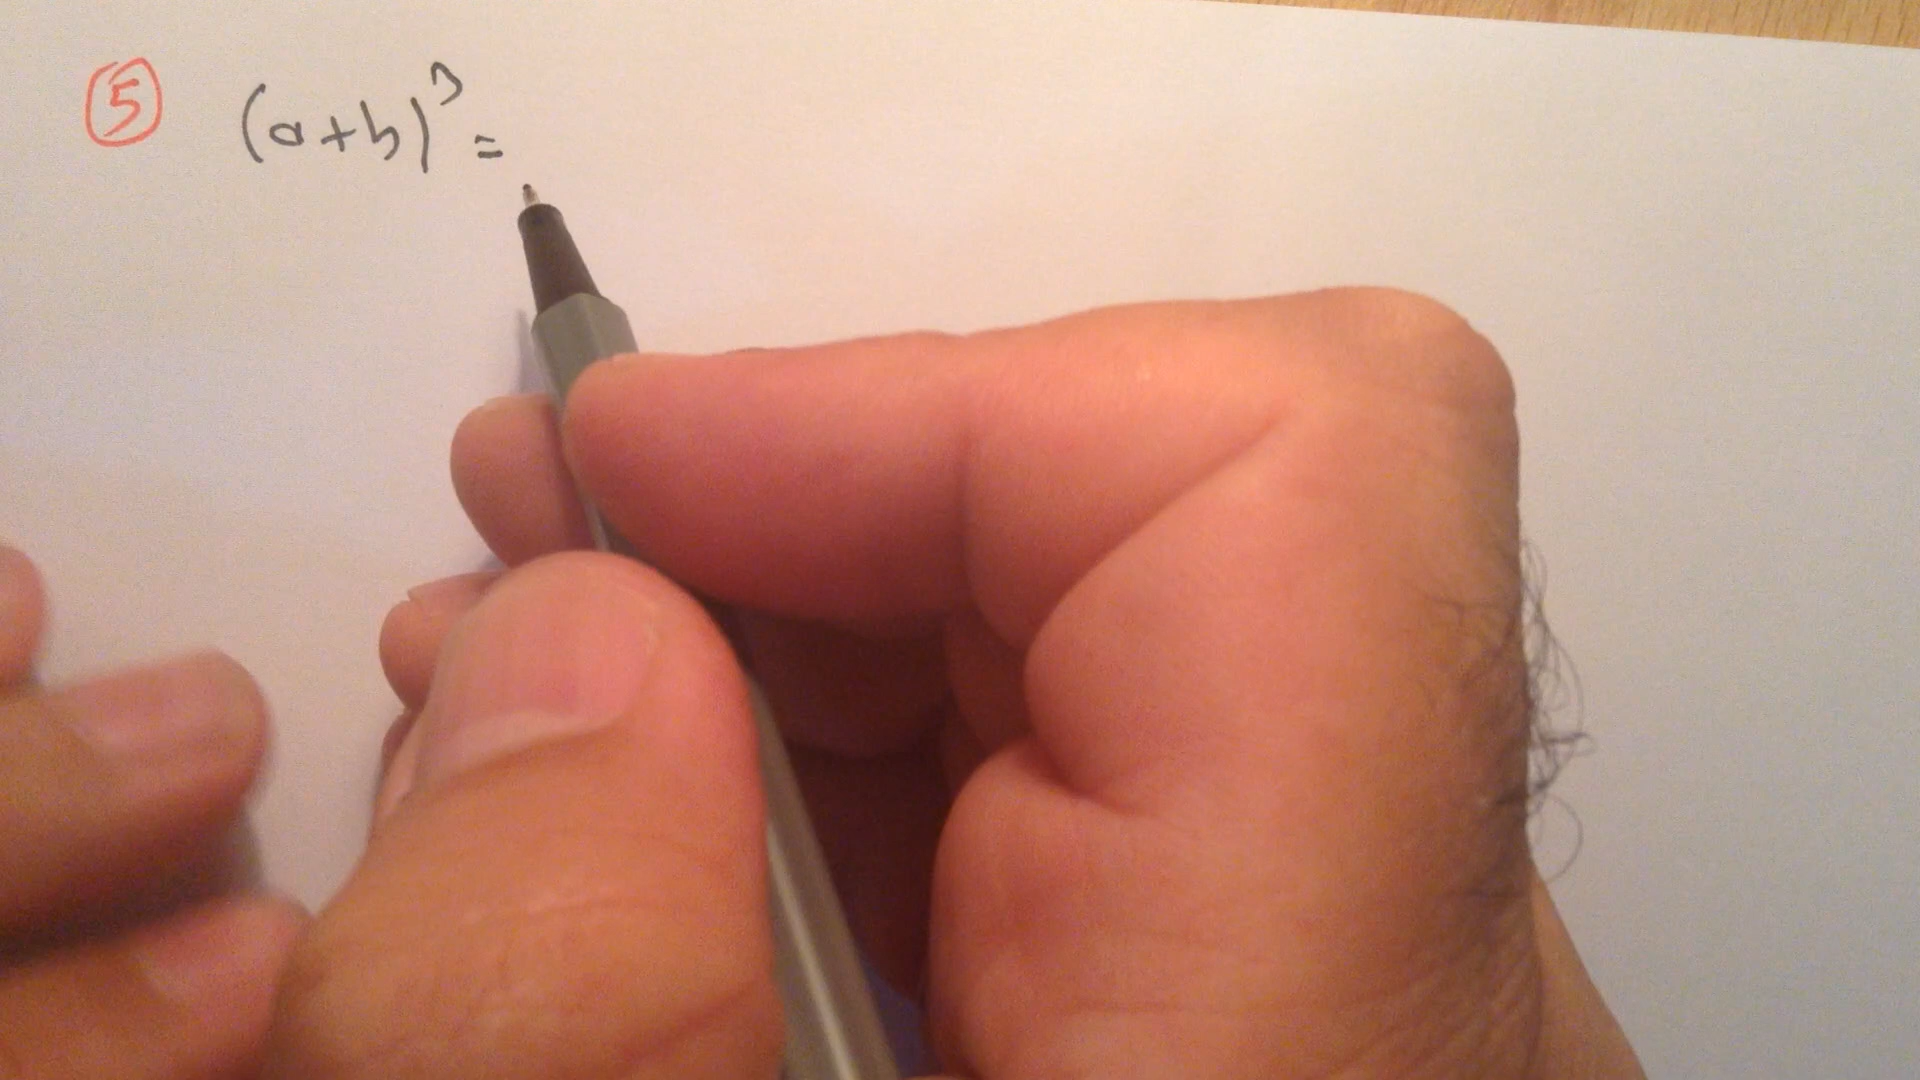 ⑤ (a+b)³ =